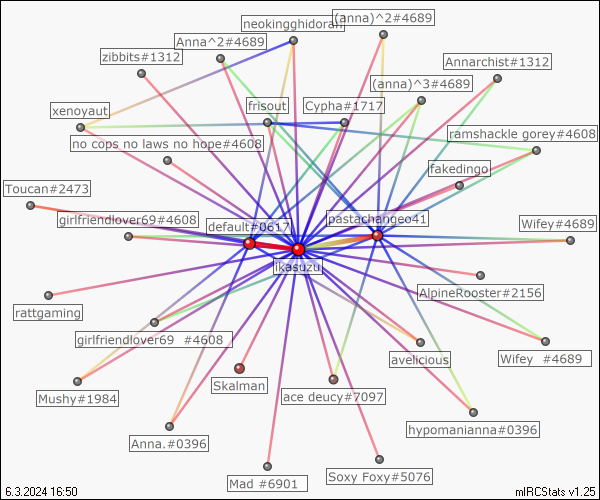 neokingghidorah
(anna)^2#4689
Anna^2#4689
zibbits#1312
Annarchist#1312
(anna)^3#4689
frisout
Cypha#1717
xenoyaut
no cops no laws no hope#4608
ramshackle gorey#4608
fakedingo
Toucan#2473
girlfriendlover69#4608
default#0617
pastachangeo41
Wifey#4689
ikasuzu
AlpineRooster#2156
rattgaming
girlfriendlover69  #4608
avelicious
Wifey  #4689
Skalman
Mushy#1984
ace deucy#7097
Anna.#0396
hypomanianna#0396
Mad #6901
Soxy Foxy#5076
6.3.2024 16:50
mIRCStats v1.25